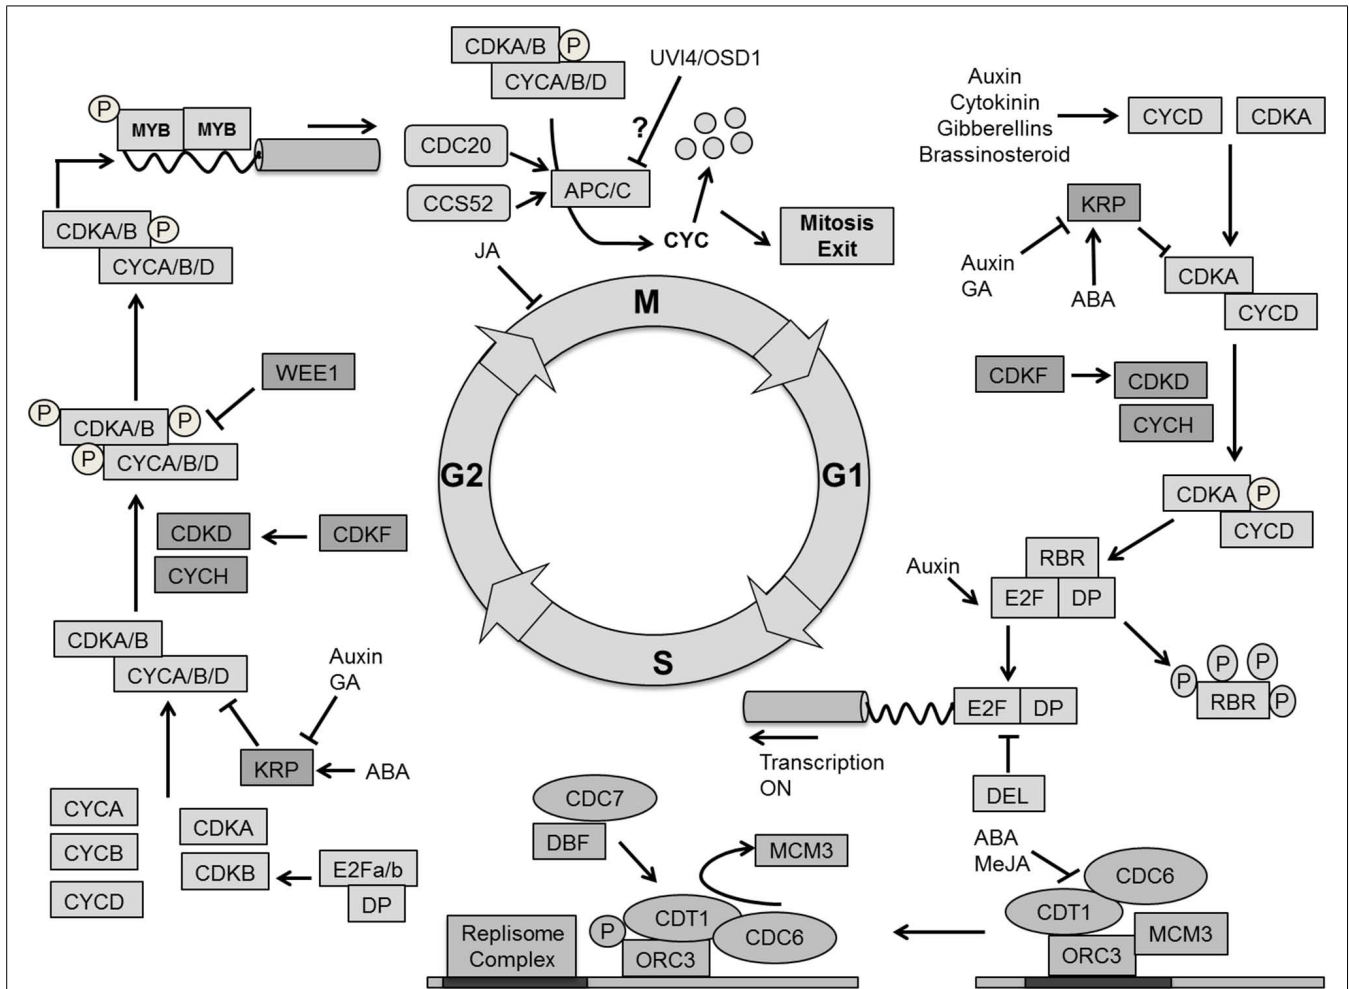 CDKA/B
P
CYCA/B/D
UVI4/OSD1
?
CDC20
CCS52
APC/C
CYC
Mitosis
Exit
P
MYB
MYB
CDKA/B
P
CYCA/B/D
WEE1
P
CDKA/B
P
P
CYCA/B/D
CDKD
CDKF
CYCH
CDKA/B
CYCA/B/D
Auxin
GA
KRP
ABA
CYCA
CYCB
CYCD
CDKA
CDKB
E2Fa/b
DP
JA
M
G1
S
G2
Auxin
Cytokinin
Gibberellins
Brassinosteroid
CYCD
CDKA
KRP
Auxin
GA
ABA
CDKA
CYCD
CDKF
CDKD
CYCH
CDKA
P
CYCD
Auxin
RBR
E2F
DP
P
P
P
RBR
P
E2F
DP
Transcription
ON
DEL
ABA
MeJA
CDC6
CDT1
MCM3
ORC3
CDC7
DBF
MCM3
CDT1
P
CDC6
ORC3
Replisome
Complex